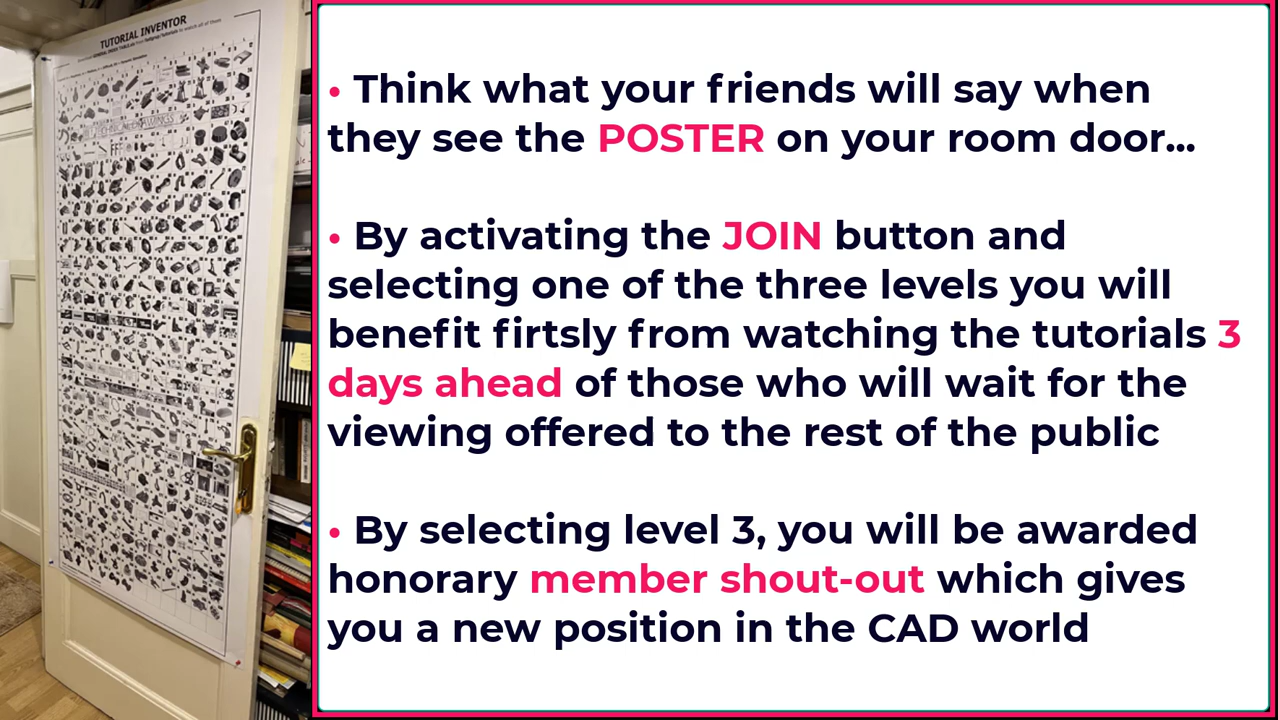 TUTORIAL INVENTOR
• Think what your friends will say when
they see the POSTER on your room door...
• By activating the JOIN button and
selecting one of the three levels you will
benefit firtsly from watching the tutorials 3
days ahead of those who will wait for the
viewing offered to the rest of the public
• By selecting level 3, you will be awarded
honorary member shout-out which gives
you a new position in the CAD world